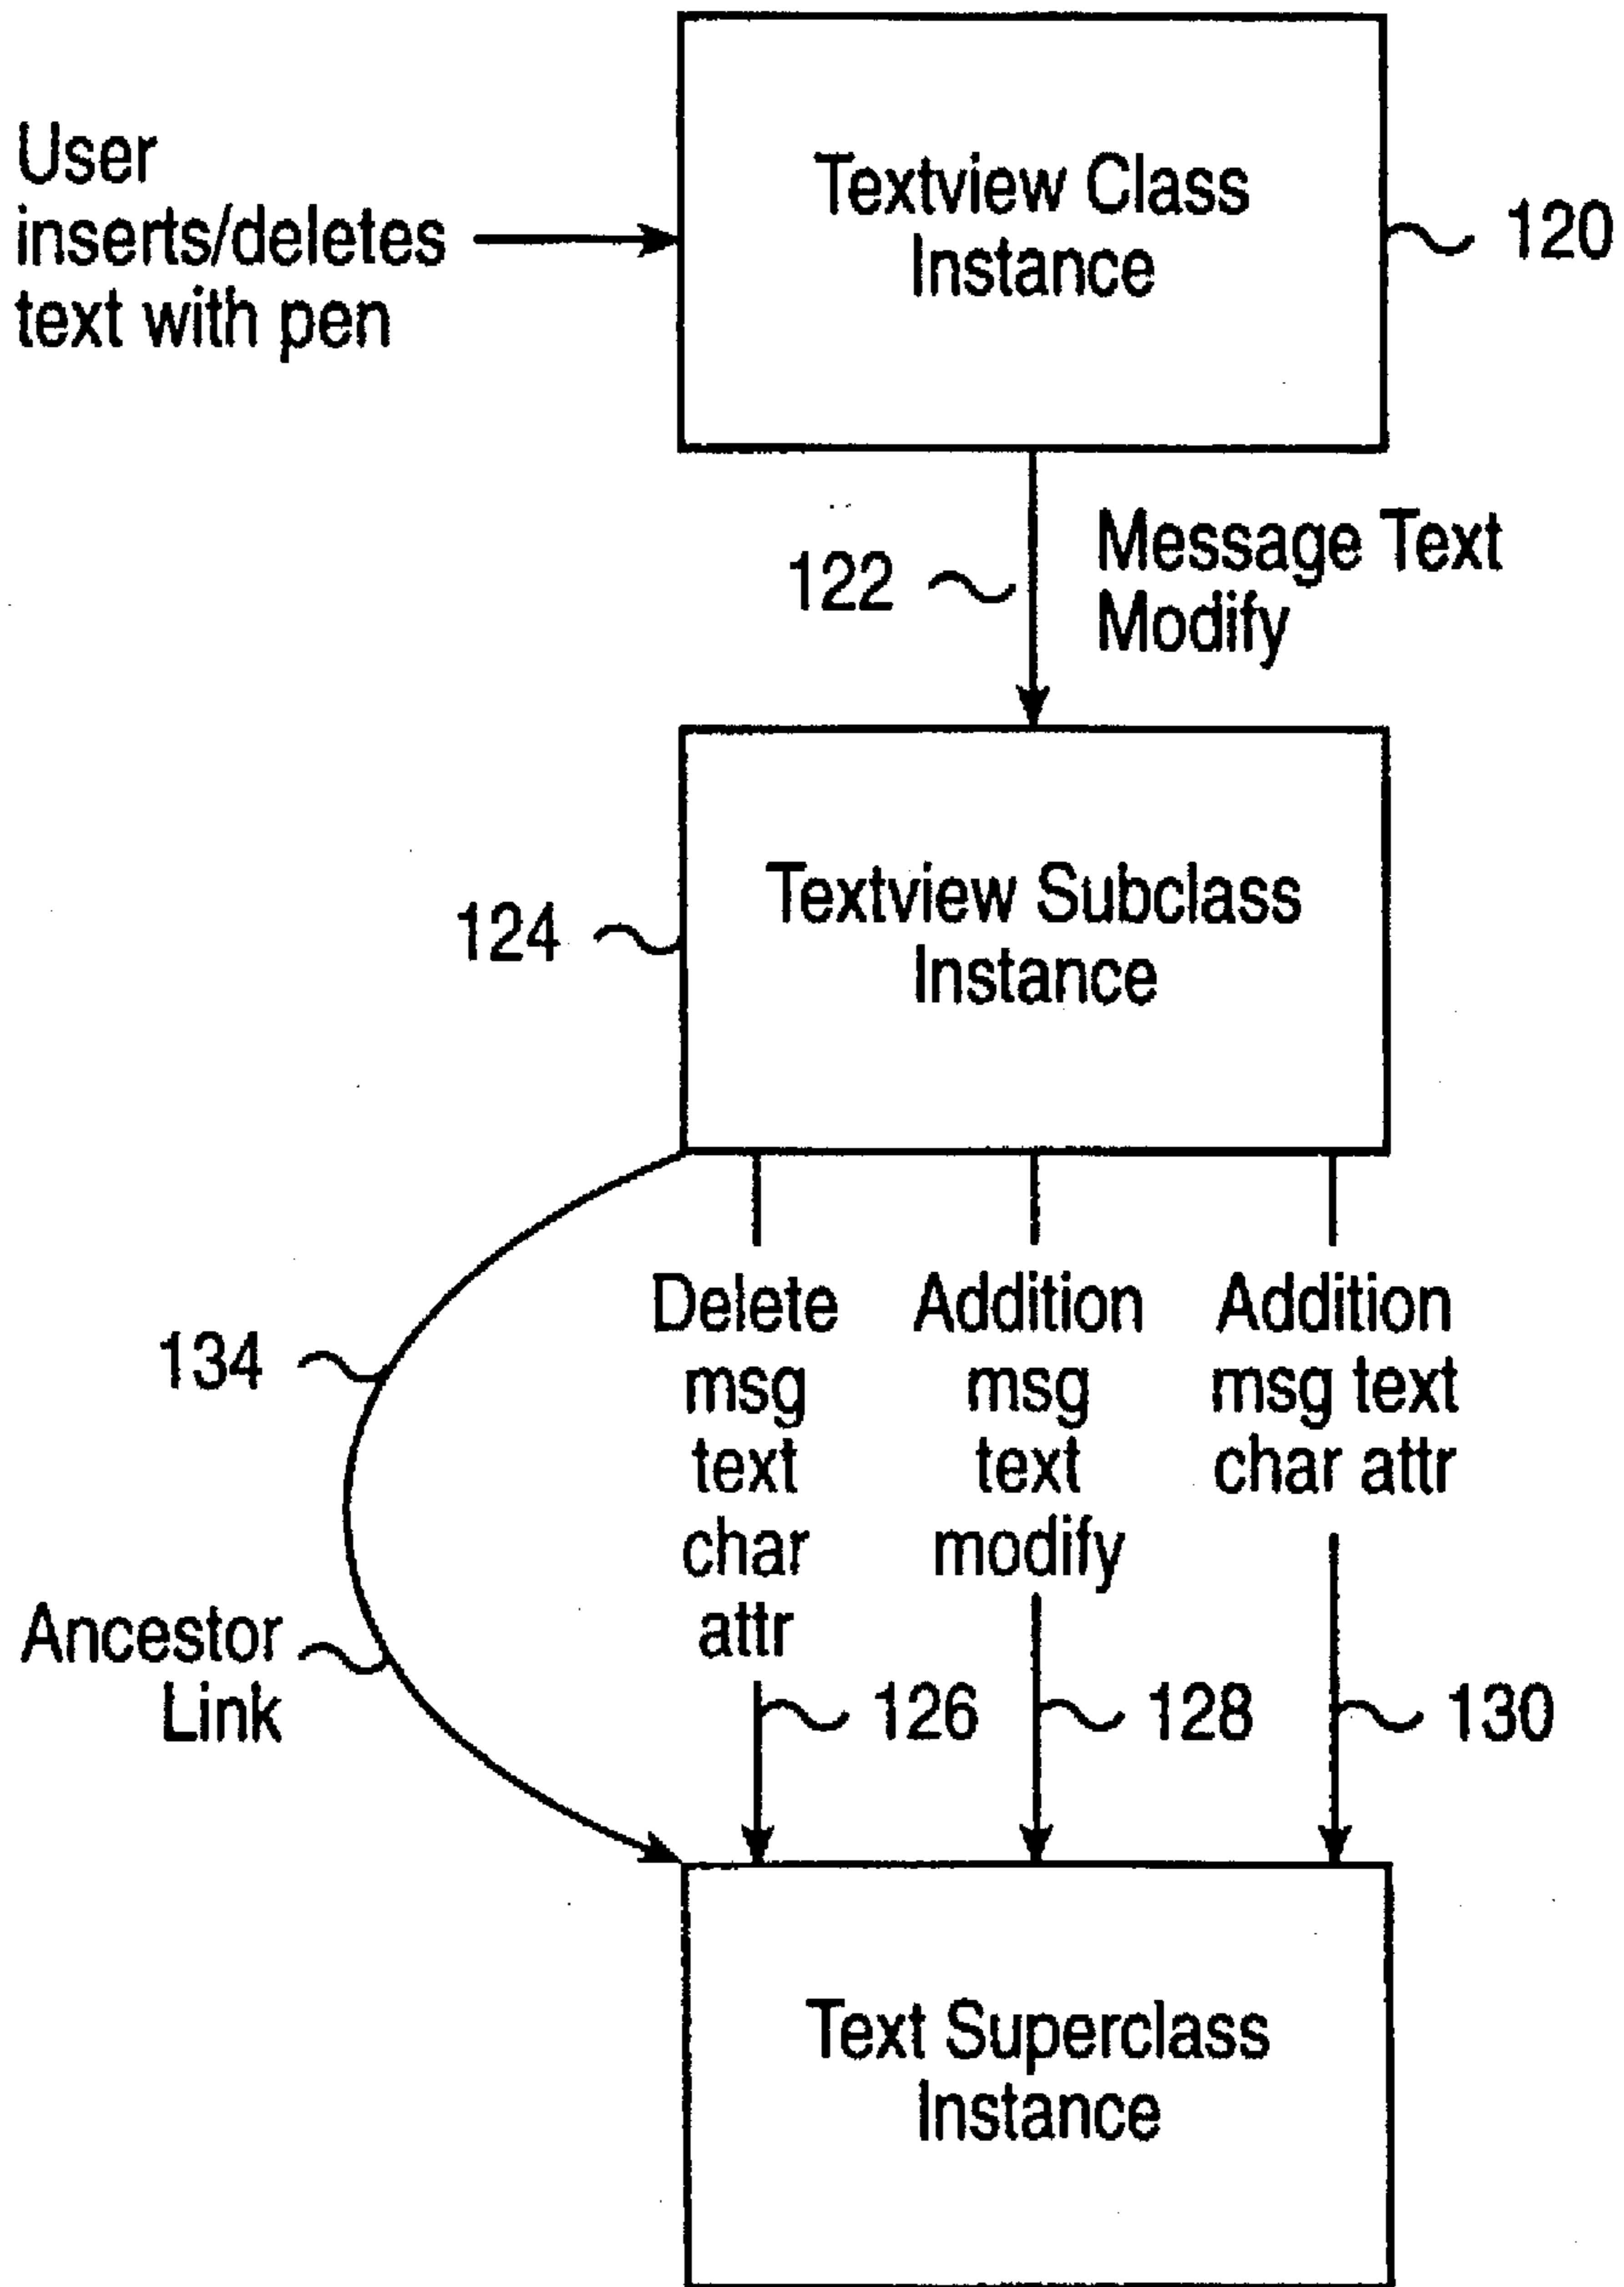 User
inserts/deletes
text with pen
Textview Class
Instance
120
122
Message Text
Modify
124
Textview Subclass
Instance
134
Ancestor
Link
Delete
msg
text
char
attr
126
Addition
msg
text
modify
128
Addition
msg text
char attr
130
Text Superclass
Instance